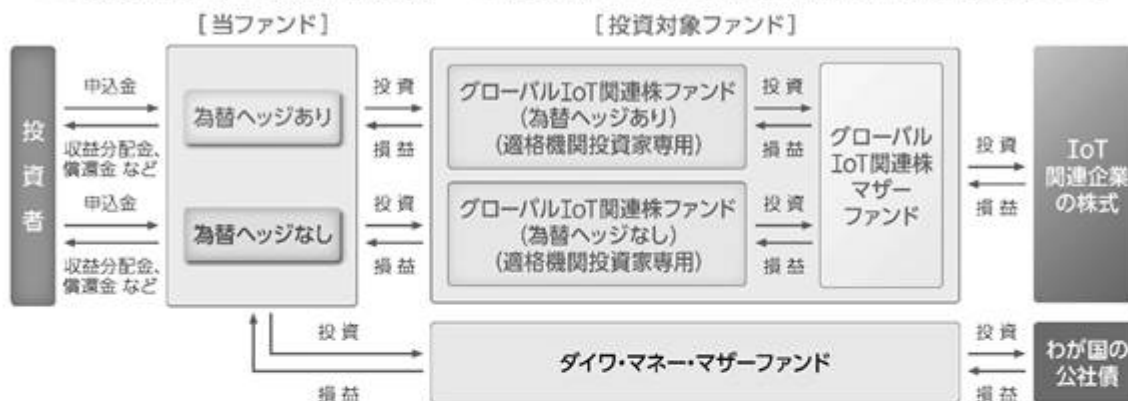 [当ファンド]
[投資対象ファンド]
投資者
申込金
収益分配金、
償還金 など
申込金
収益分配金、
償還金 など
為替ヘッジあり
為替ヘッジなし
投資
損益
投資
損益
グローバルIoT関連株ファンド
(為替ヘッジあり)
(適格機関投資家専用)
グローバルIoT関連株ファンド
(為替ヘッジなし)
(適格機関投資家専用)
投資
損益
投資
損益
グローバル
IoT関連株
マザー
ファンド
投資
損益
IoT
関連企業
の株式
投資
損益
ダイワ・マネー・マザーファンド
投資
損益
わが国の
公社債